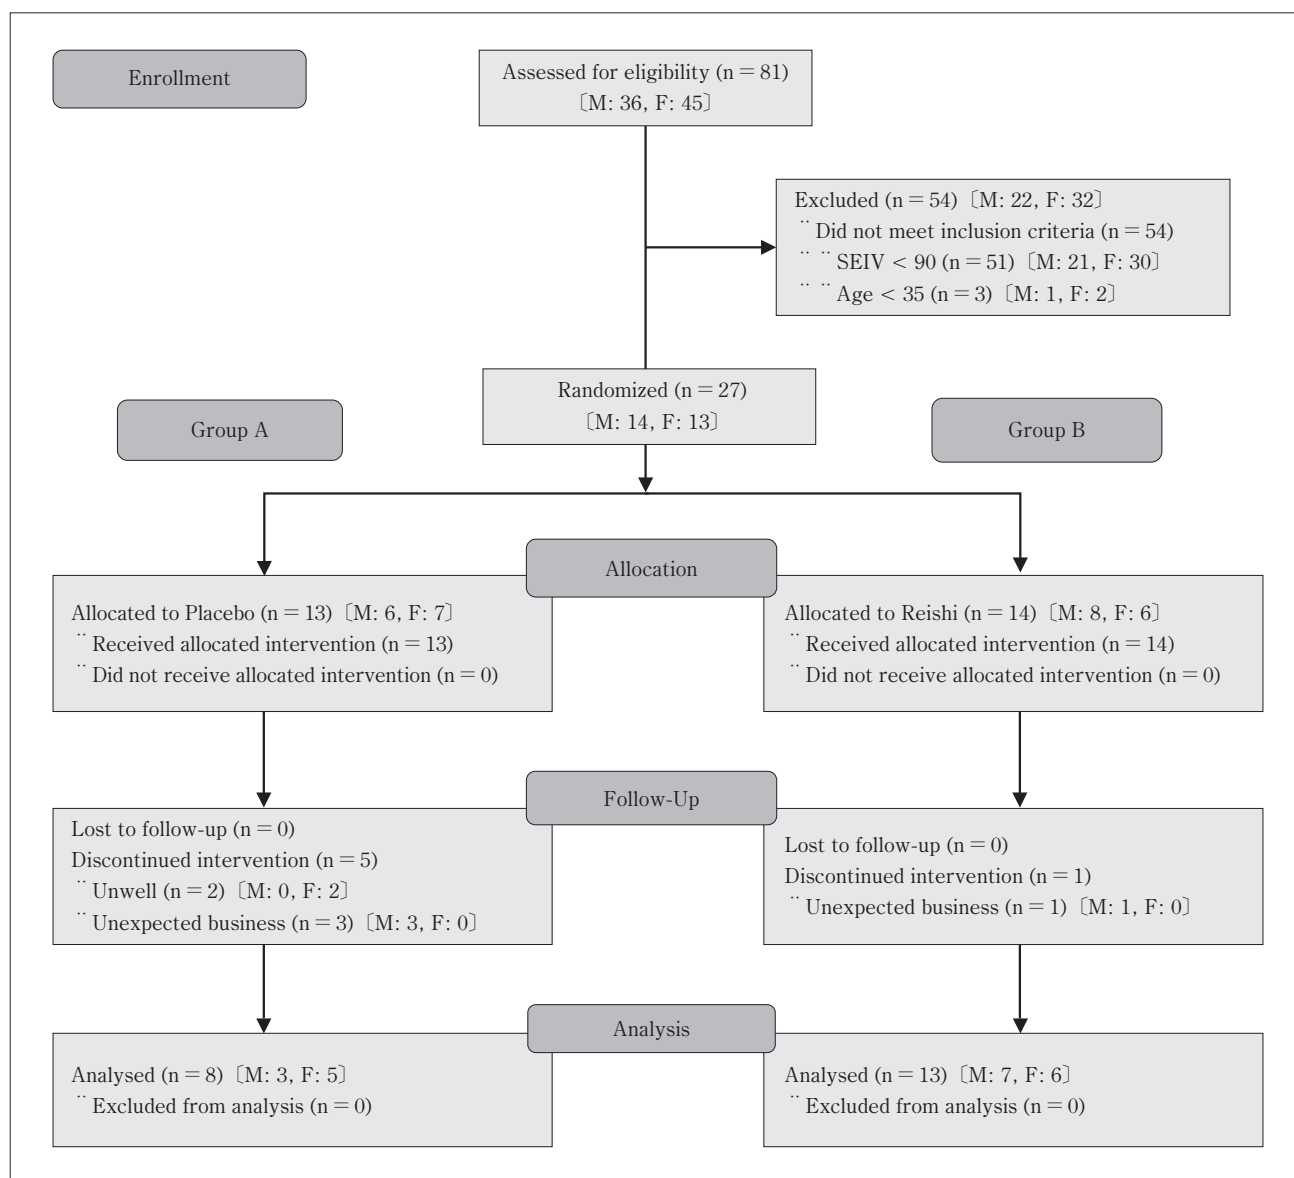 Enrollment
Assessed for eligibility (n = 81)
〔M: 36, F: 45〕
Excluded (n = 54)〔M: 22, F: 32〕
¨ Did not meet inclusion criteria (n = 54)
¨ ¨ SEIV < 90 (n = 51)〔M: 21, F: 30〕
¨ ¨ Age < 35 (n = 3)〔M: 1, F: 2〕
Randomized (n = 27)
〔M: 14, F: 13〕
Group A
Group B
Allocation
Allocated to Placebo (n = 13)〔M: 6, F: 7〕
¨ Received allocated intervention (n = 13)
¨ Did not receive allocated intervention (n = 0)
Allocated to Reishi (n = 14)〔M: 8, F: 6〕
¨ Received allocated intervention (n = 14)
¨ Did not receive allocated intervention (n = 0)
Follow-Up
Lost to follow-up (n = 0)
Discontinued intervention (n = 5)
¨ Unwell (n = 2)〔M: 0, F: 2〕
¨ Unexpected business (n = 3)〔M: 3, F: 0〕
Lost to follow-up (n = 0)
Discontinued intervention (n = 1)
¨ Unexpected business (n = 1)〔M: 1, F: 0〕
Analysis
Analysed (n = 8)〔M: 3, F: 5〕
¨ Excluded from analysis (n = 0)
Analysed (n = 13)〔M: 7, F: 6〕
¨ Excluded from analysis (n = 0)